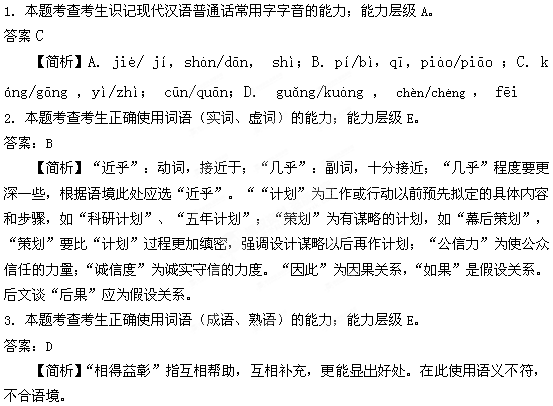 1. 本题考查考生识记现代汉语普通话常用字字音的能力；能力层级 A。
答案 C
【简析】A. jiè/ jí，shàn/dān， shì；B. pí/bì，qī，piáo/piāo ；C. k
áng/gāng ，yì/zhì； cūn/quān；D. guǎng/kuàng ， chèn/chèng ， fēi
2. 本题考查考生正确使用词语（实词、虚词）的能力；能力层级 E。
答案：B
【简析】“近乎”：动词，接近于；“几乎”：副词，十分接近；“几乎”程度要更
深一些，根据语境此处应选“近乎”。““计划”为工作或行动以前预先拟定的具体内容
和步骤，如“科研计划”、“五年计划”；“策划”为有谋略的计划，如“幕后策划”，
“策划”要比“计划”过程更加缜密，强调设计谋略以后再作计划；“公信力”为使公众
信任的力量；“诚信度”为诚实守信的力度。“因此”为因果关系，“如果”是假设关系。
后文谈“后果”应为假设关系。
3. 本题考查考生正确使用词语（成语、熟语）的能力；能力层级 E。
答案：D
【简析】“相得益彰”指互相帮助，互相补充，更能显出好处。在此使用语义不符，
不合语境。